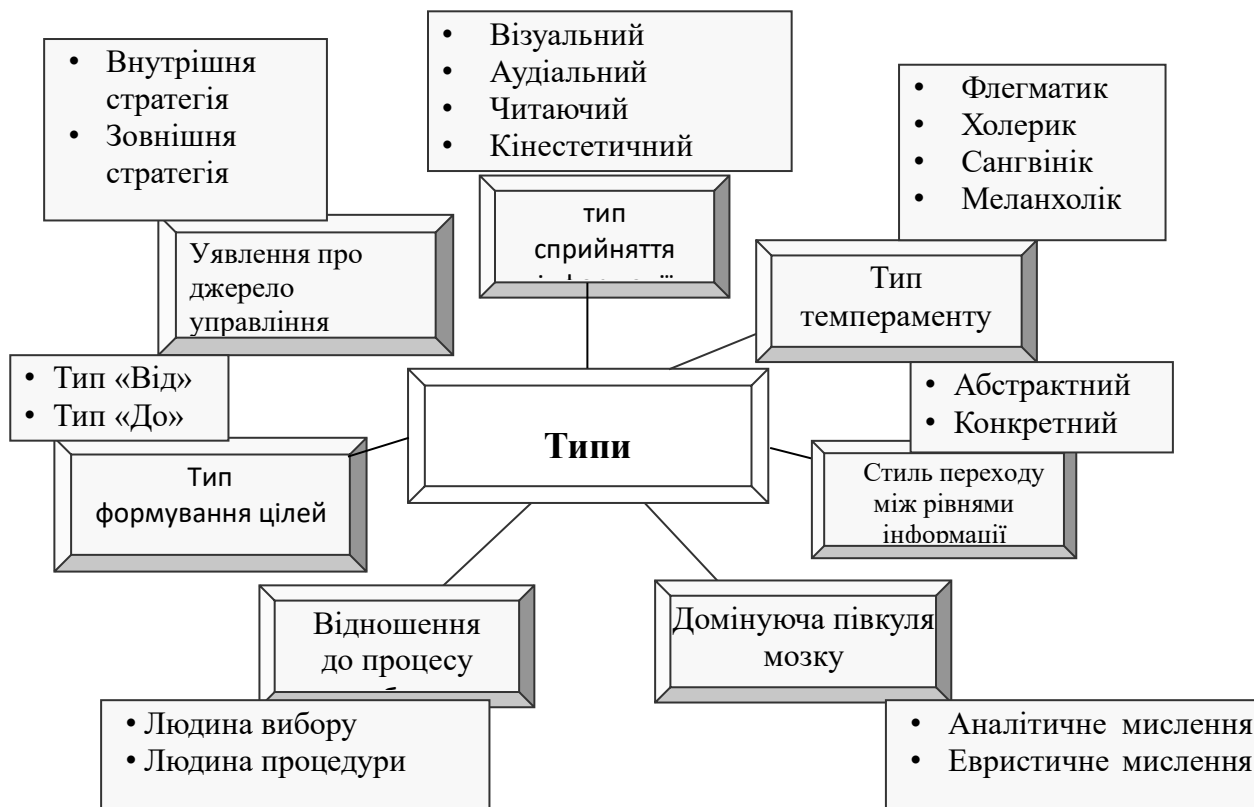 • Внутрішня
стратегія
• Зовнішня
стратегія
Уявлення про
джерело
управління
• Візуальний
• Аудіальний
• Читаючий
• Кінестетичний
тип
сприйняття
• Флегматик
• Холерик
• Сангвінік
• Меланхолік
Тип
темпераменту
• Тип «Від»
• Тип «До»
Тип
формування цілей
Типи
• Абстрактний
• Конкретний
Стиль переходу
між рівнями
інформації
Відношення
до процесу
• Людина вибору
• Людина процедури
Домінуюча півкуля
мозку
• Аналітичне мислення
• Евристичне мислення